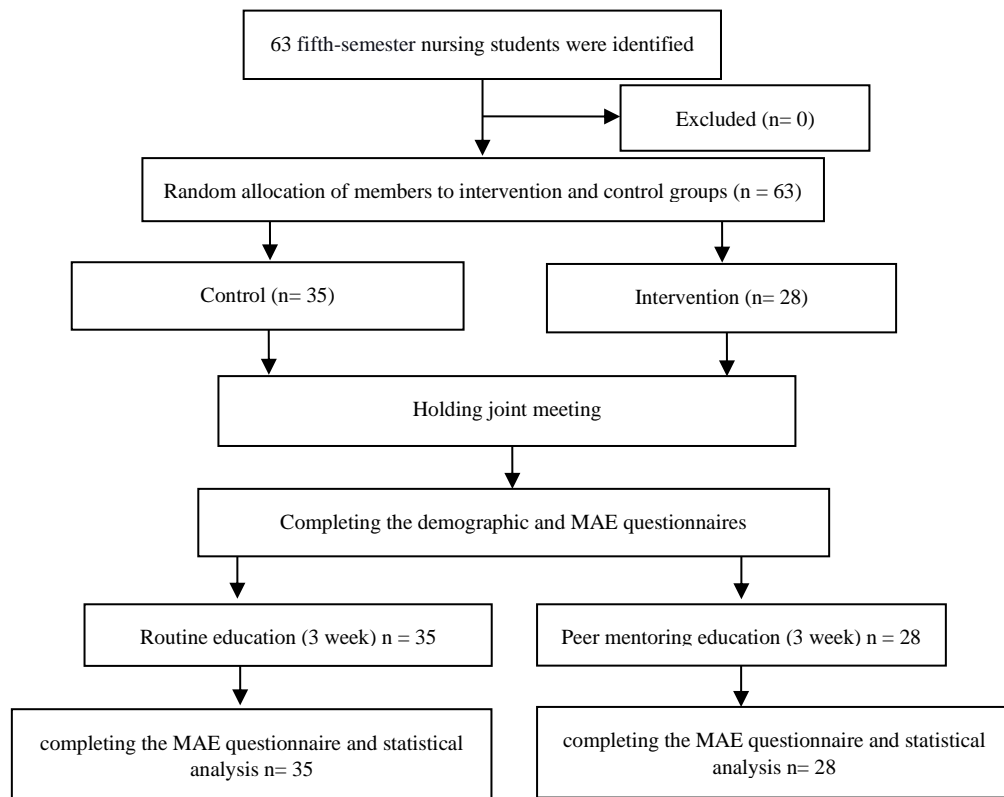 63 fifth-semester nursing students were identified
Excluded (n= 0)
Random allocation of members to intervention and control groups (n = 63)
Control (n= 35)
Intervention (n= 28)
Holding joint meeting
Completing the demographic and MAE questionnaires
Routine education (3 week) n = 35
Peer mentoring education (3 week) n = 28
completing the MAE questionnaire and statistical
analysis n= 35
completing the MAE questionnaire and statistical
analysis n= 28